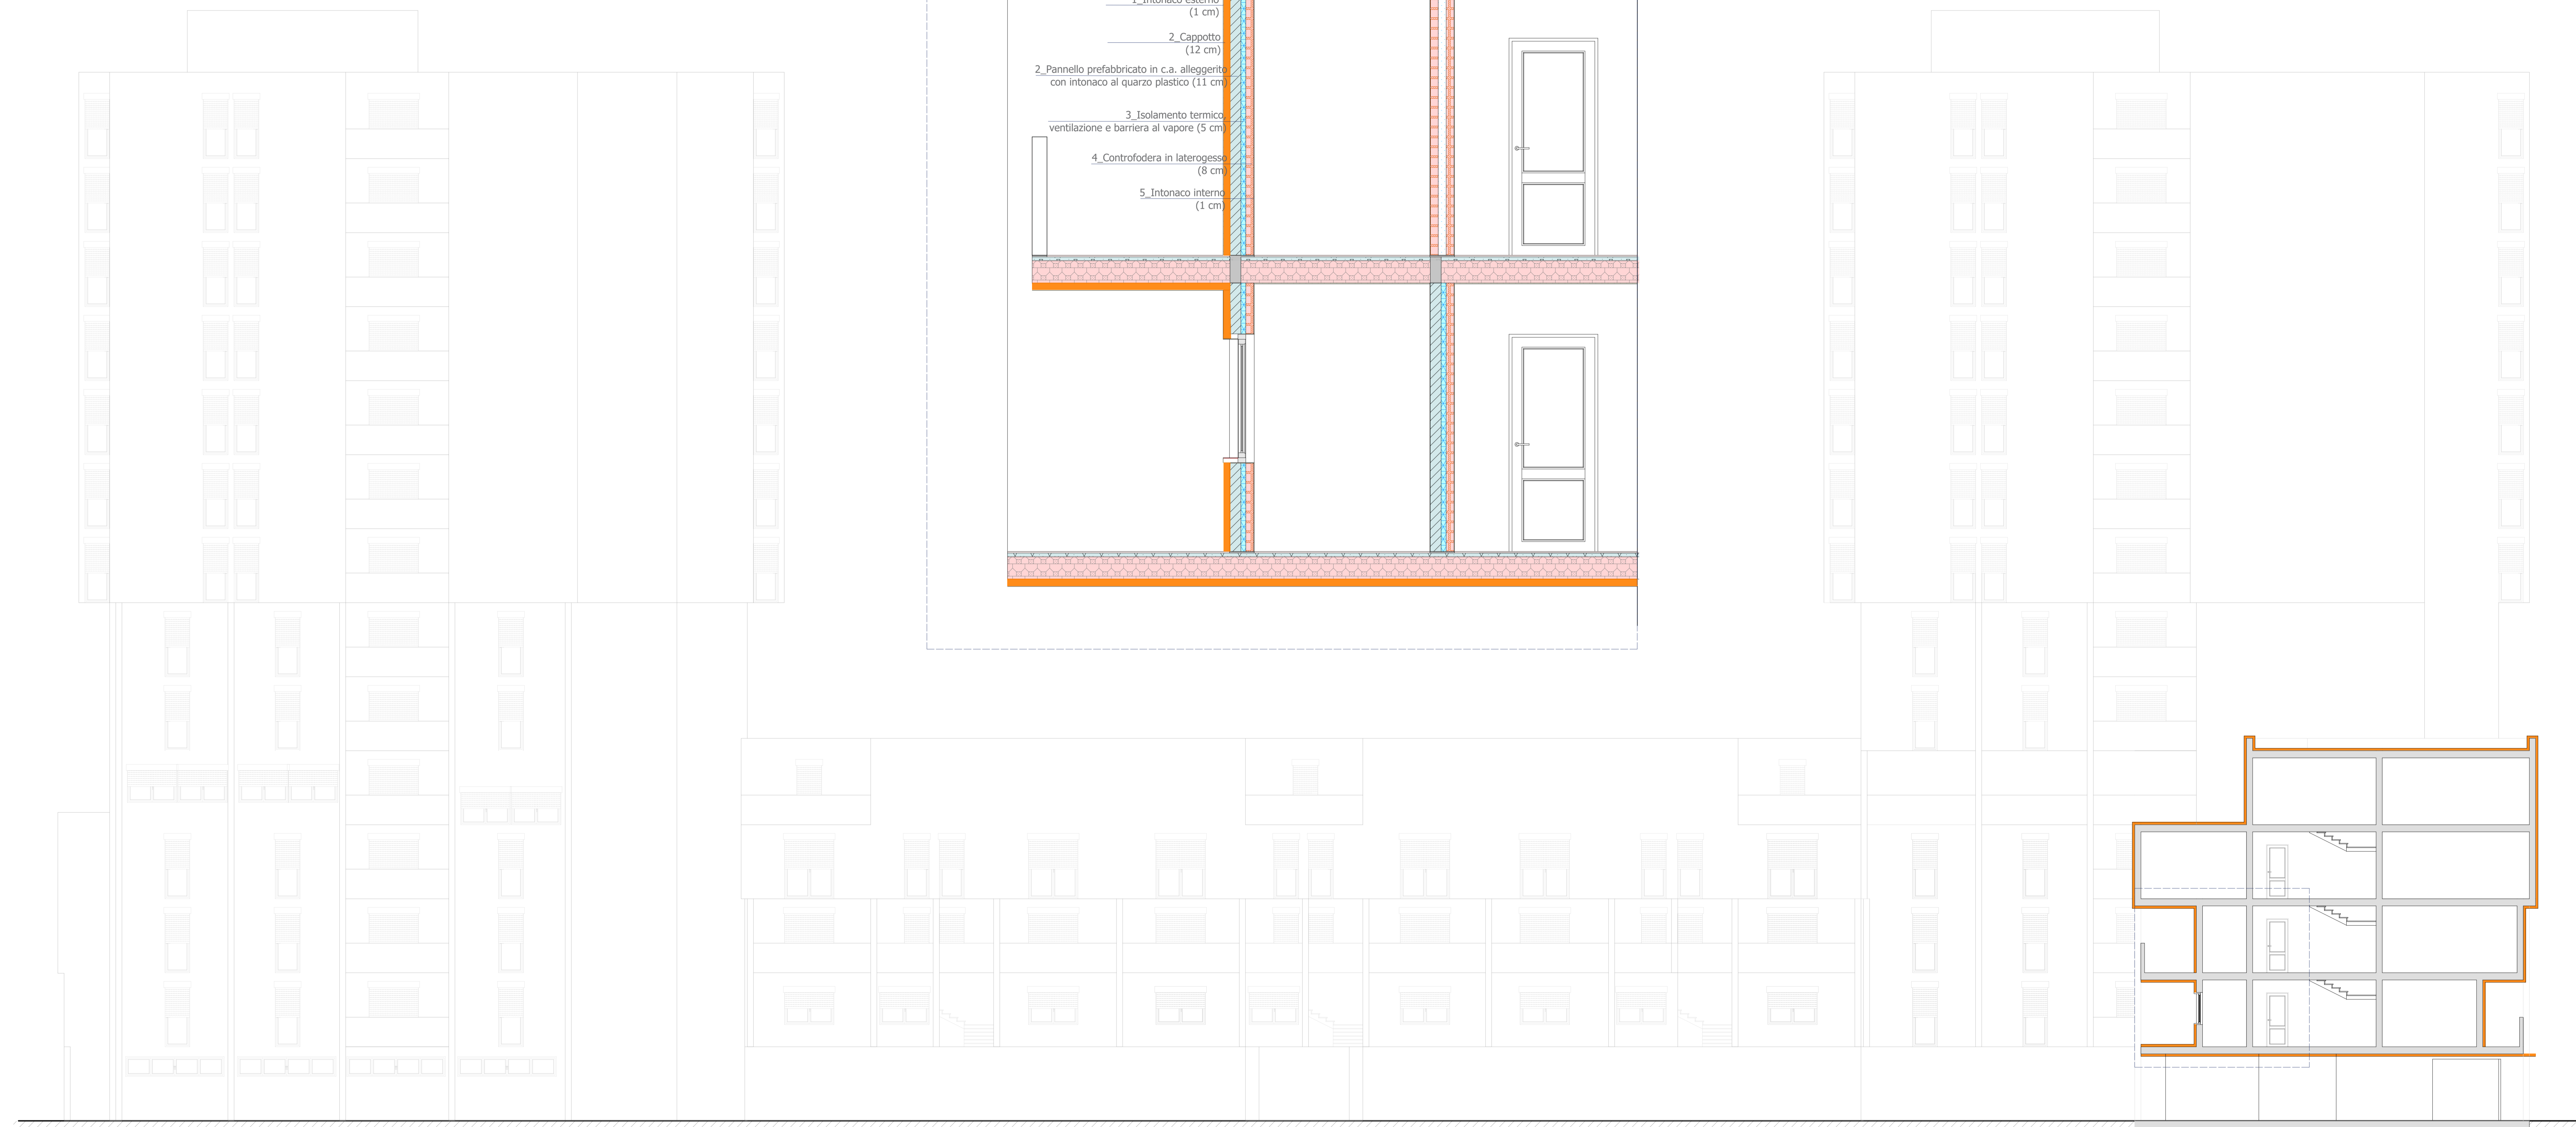 1_Intonaco esterno
(1 cm)
2_Cappotto
(12 cm)
2_Pannello prefabbricato in c.a. alleggerito
con intonaco al quarzo plastico (11 cm)
3_Isolamento termico,
ventilazione e barriera al vapore (5 cm)
4_Controfodera in laterogesso
(8 cm)
5_Intonaco interno
(1 cm)